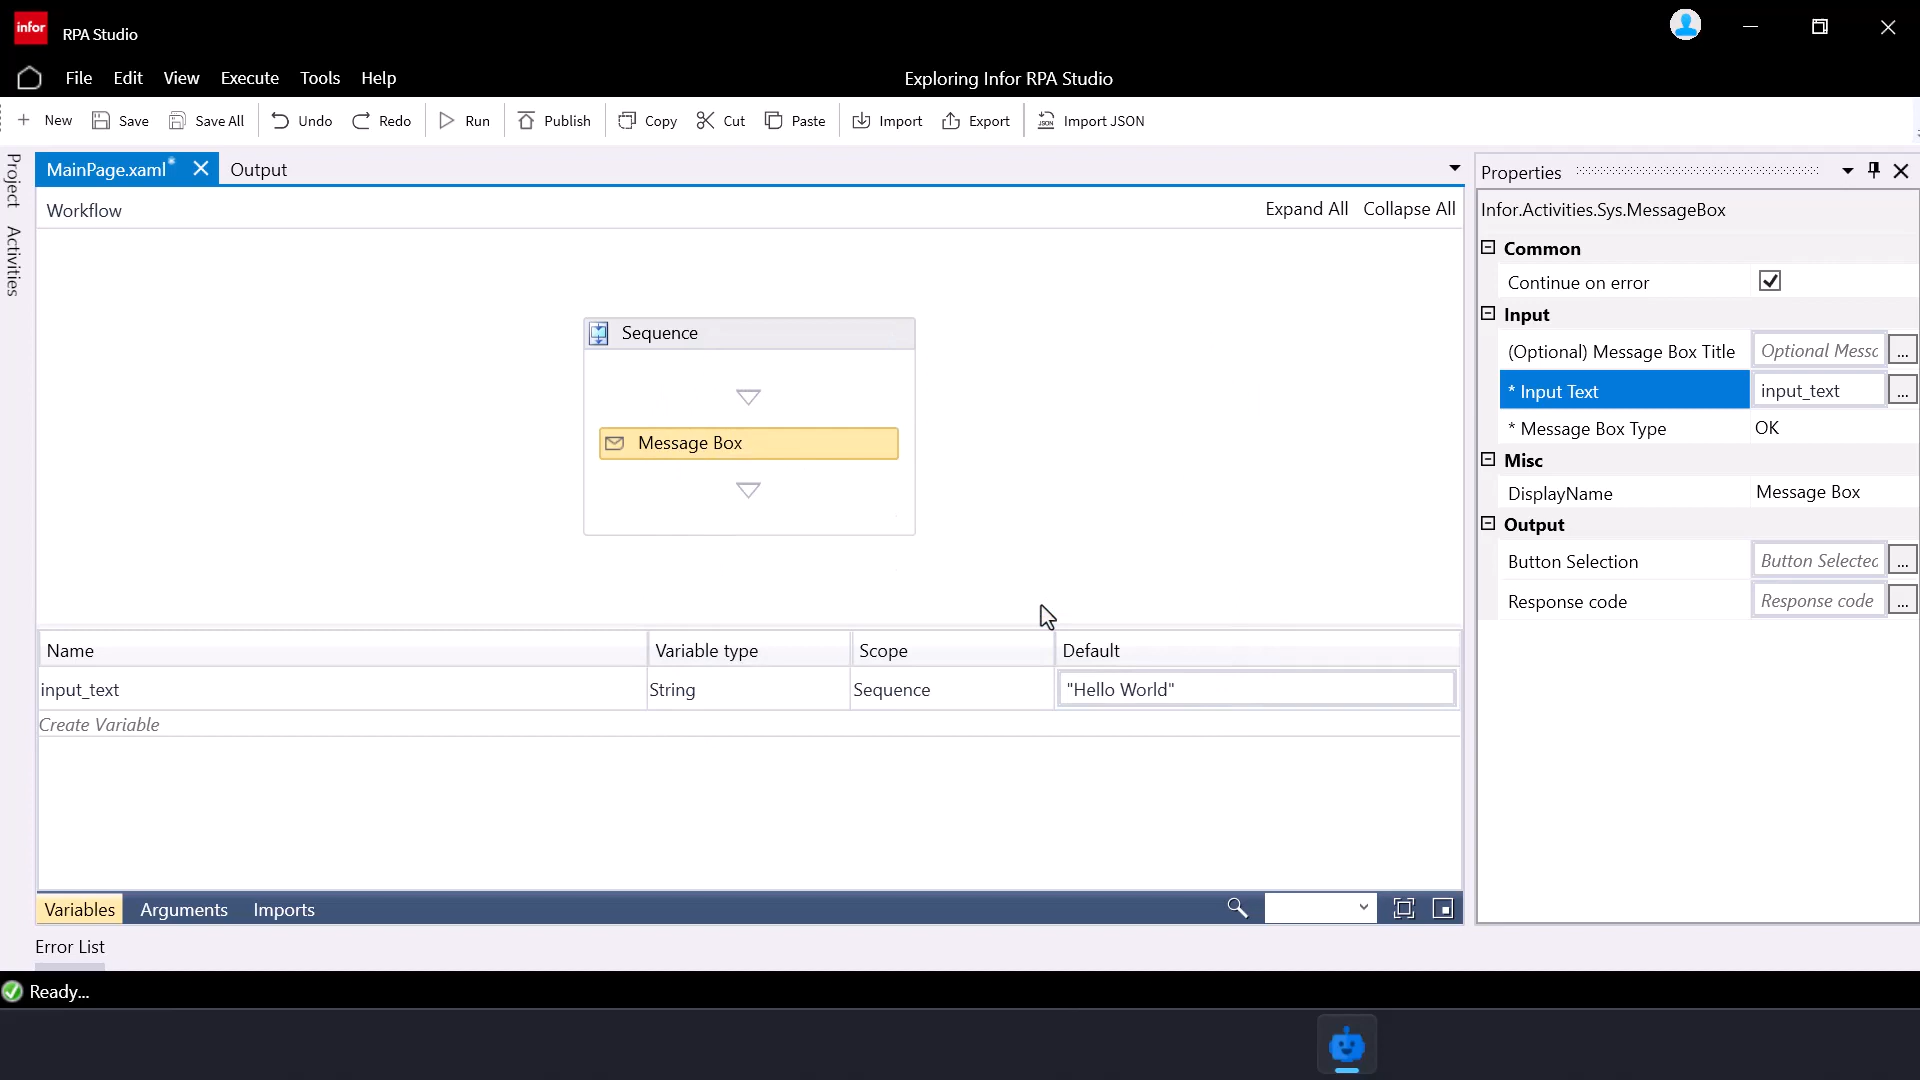 infor RPA Studio
File Edit View Execute Tools Help Exploring Infor RPA Studio
New Save Save All Undo Redo Run Publish Copy Cut Paste Import Export JSON Import JSON
Project
Activities
MainPage.xaml* Output
Workflow Expand All Collapse All
Sequence
Message Box
Name Variable type Scope Default
input_text String Sequence "Hello World"
Create Variable
Variables Arguments Imports
Error List
Ready...
Properties
Infor.Activities.Sys.MessageBox
Common
Continue on error
Input
(Optional) Message Box Title Optional Messc ...
* Input Text input_text ...
* Message Box Type OK
Misc
DisplayName Message Box
Output
Button Selection Button Selectec ...
Response code Response code ...